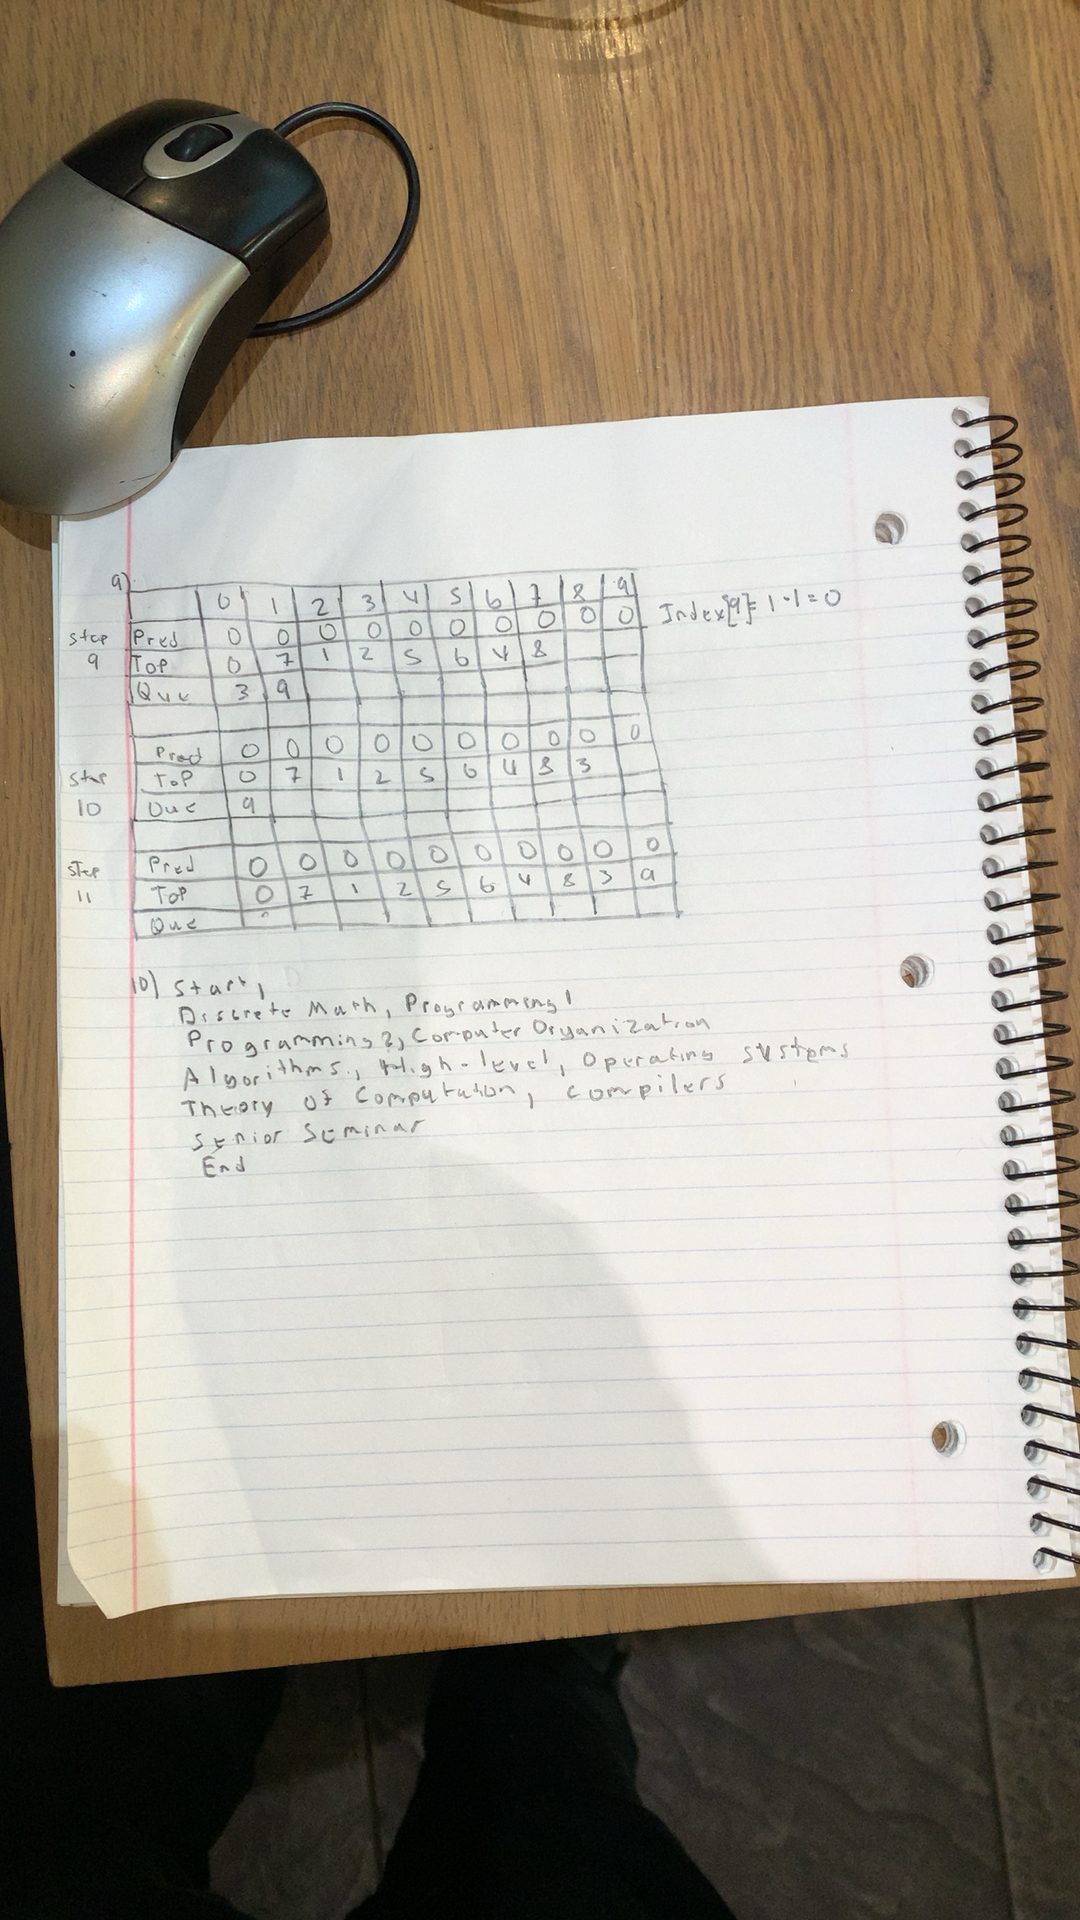 9)
0 1 2 3 4 5 6 7 8 9
Step 9 Pred 0 0 0 0 0 0 0 0 0 0 Index[9]= 1-1=0
Top 0 7 1 2 5 6 4 8
Que 3 9
Step 10 Pred 0 0 0 0 0 0 0 0 0 0
Top 0 7 1 2 5 6 4 8 3
Que 9
Step 11 Pred 0 0 0 0 0 0 0 0 0 0
Top 0 7 1 2 5 6 4 8 3 9
Que
10) Start,
Discrete Math, Programming 1
Programming 2, Computer Organization
Algorithms, High-level, Operating systems
Theory of Computation, compilers
Senior Seminar
End